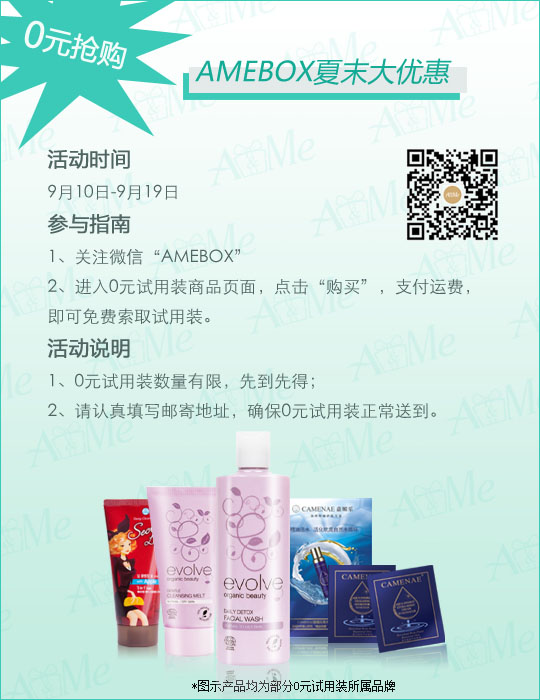 0元抢购
AMEBOX夏末大优惠
活动时间
9月10日-9月19日
参与指南
1、关注微信“AMEBOX”
2、进入0元试用装商品页面，点击“购买”，支付运费，
即可免费索取试用装。
活动说明
1、0元试用装数量有限，先到先得；
2、请认真填写邮寄地址，确保0元试用装正常送到。
evolve
organic beauty
CLEANSING MELT
evolve
organic beauty
DAILY DETOX
FACIAL WASH
CAMENAE
CAMENAE
CAMENAE
*图示产品均为部分0元试用装所属品牌